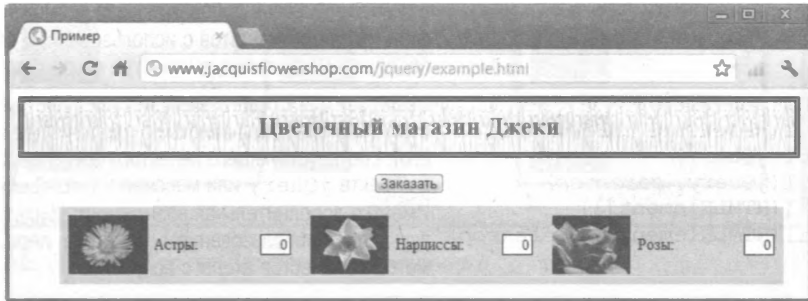 Пример
www.jacquisflowershop.com/jquery/example.html
Цветочный магазин Джеки
Заказать
Астры: 0 Нарциссы: 0 Розы: 0